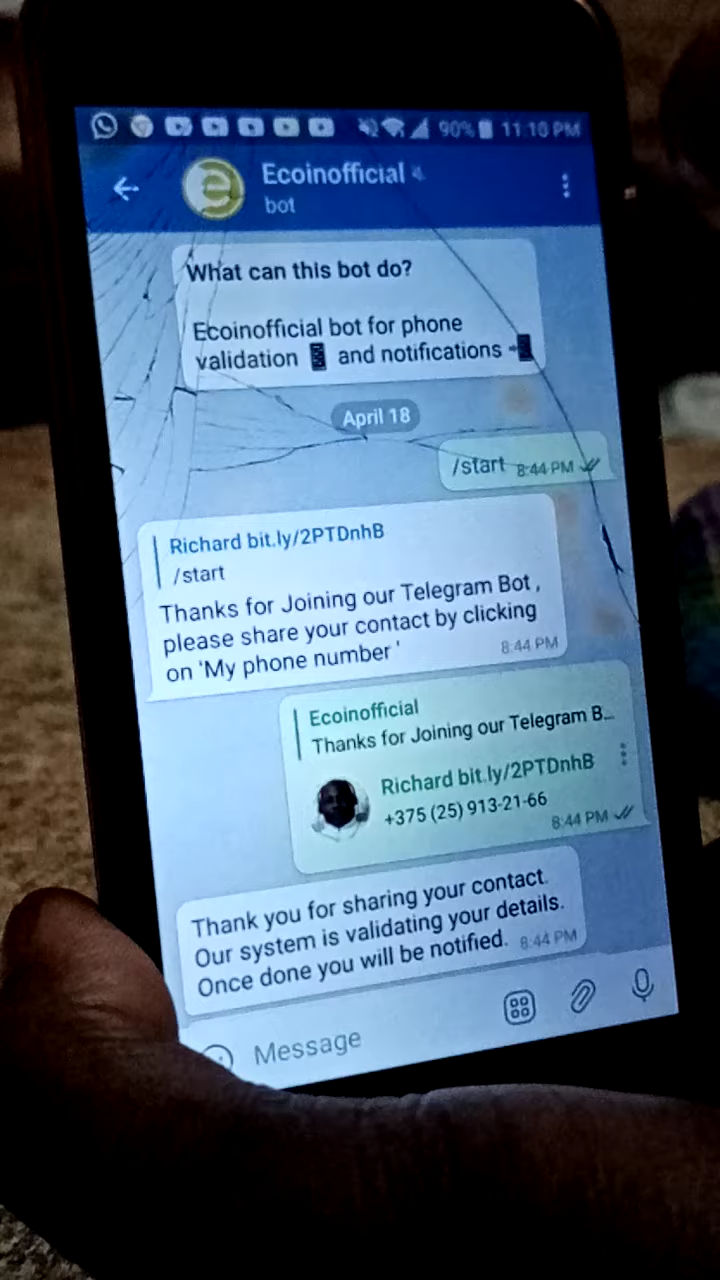 90% 11:10 PM
Ecoinofficial
bot
What can this bot do?
Ecoinofficial bot for phone
validation 📱 and notifications 📲
April 18
/start 8:44 PM
Richard bit.ly/2PTDnhB
/start
Thanks for Joining our Telegram Bot ,
please share your contact by clicking
on 'My phone number '
8:44 PM
Ecoinofficial
Thanks for Joining our Telegram B...
Richard bit.ly/2PTDnhB
+375 (25) 913-21-66
8:44 PM
Thank you for sharing your contact.
Our system is validating your details.
Once done you will be notified. 8:44 PM
Message